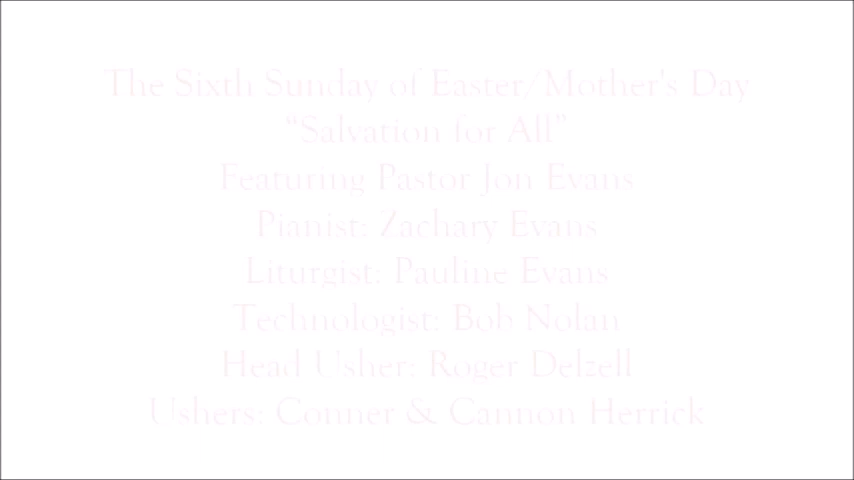 The Sixth Sunday of Easter/Mother's Day
“Salvation for All”
Featuring Pastor Jon Evans
Pianist: Zachary Evans
Liturgist: Pauline Evans
Technologist: Bob Nolan
Head Usher: Roger Delzell
Ushers: Conner & Cannon Herrick